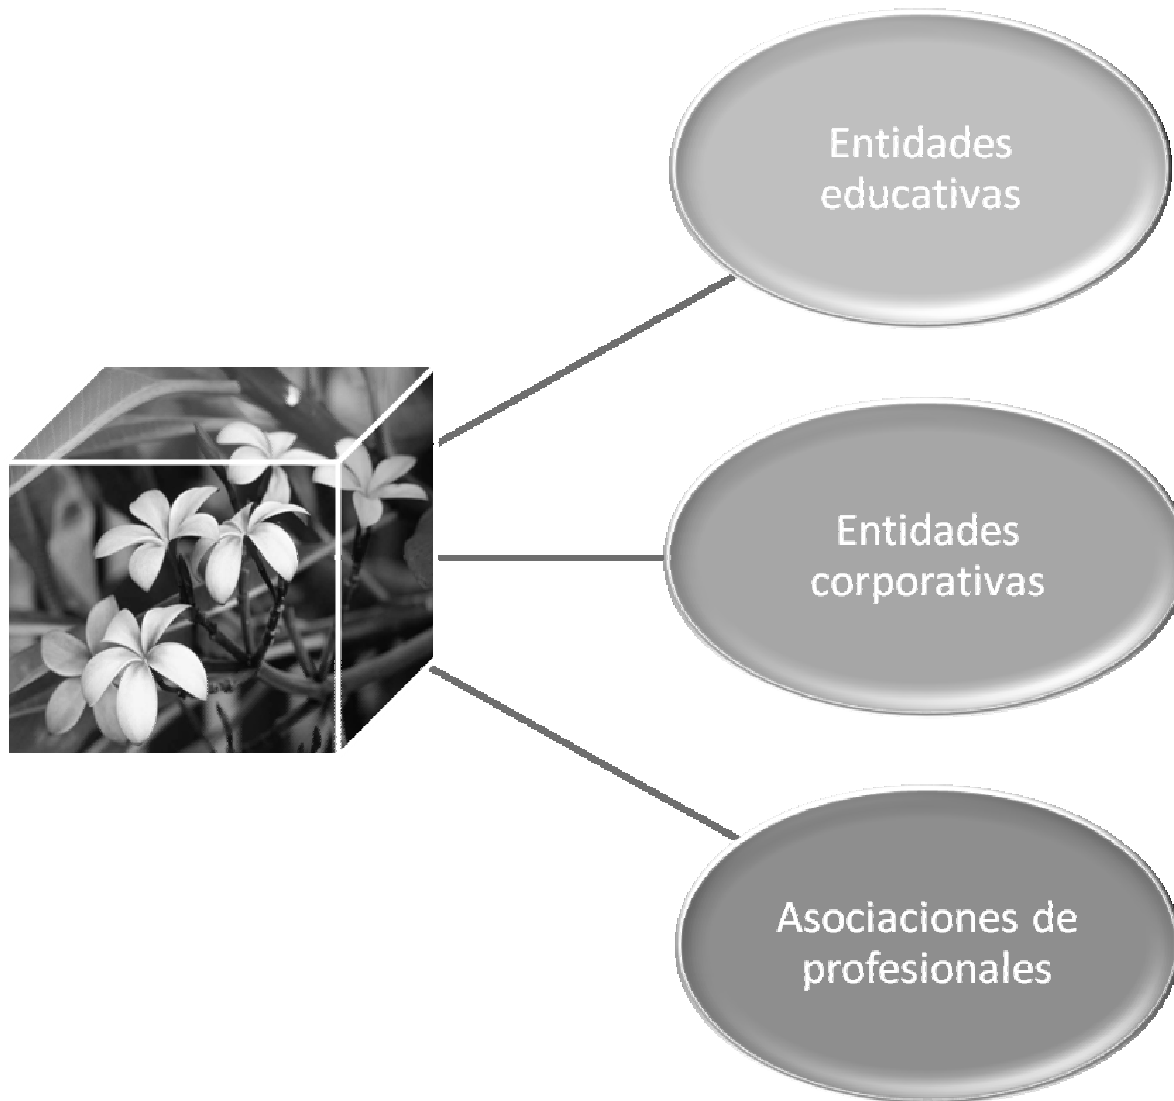 Entidades
educativas
Entidades
corporativas
Asociaciones de
profesionales